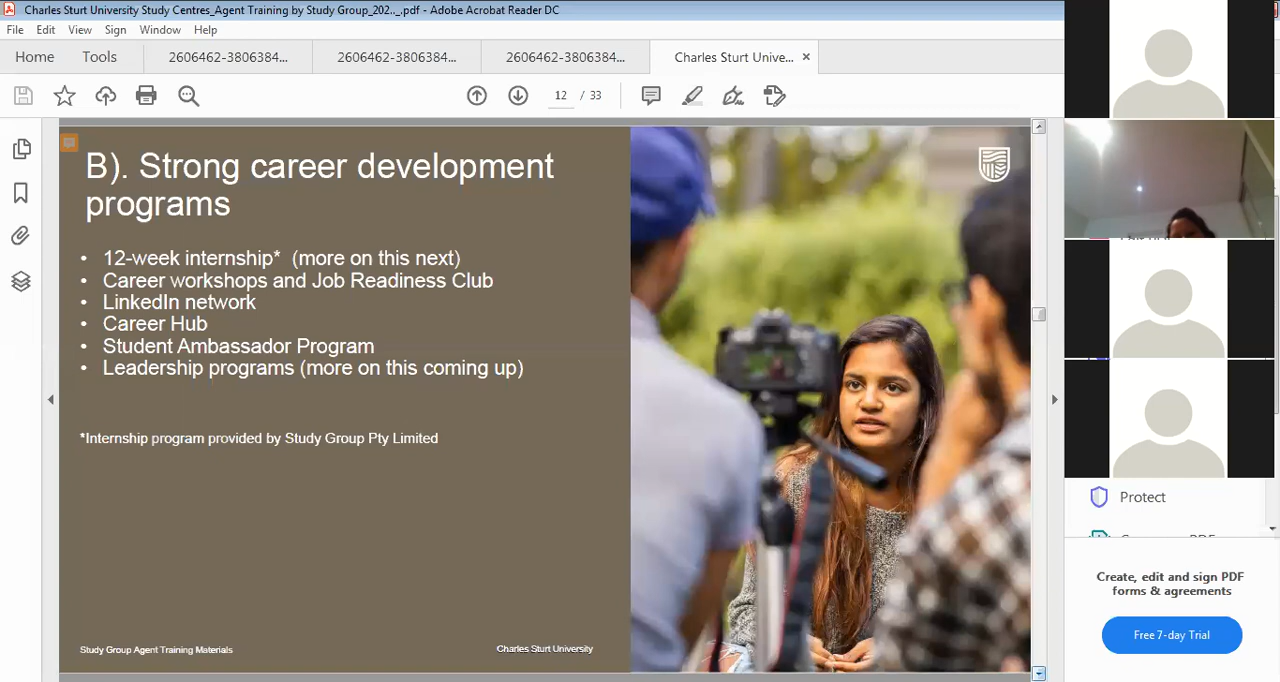 Charles Sturt University Study Centres_Agent Training by Study Group_202.._.pdf - Adobe Acrobat Reader DC
File Edit View Sign Window Help
Home Tools 2606462-3806384... 2606462-3806384... 2606462-3806384... Charles Sturt Unive... ×
12 / 33
B). Strong career development
programs
• 12-week internship* (more on this next)
• Career workshops and Job Readiness Club
• LinkedIn network
• Career Hub
• Student Ambassador Program
• Leadership programs (more on this coming up)
*Internship program provided by Study Group Pty Limited
Study Group Agent Training Materials
Charles Sturt University
Protect
Create, edit and sign PDF
forms & agreements
Free 7-day Trial